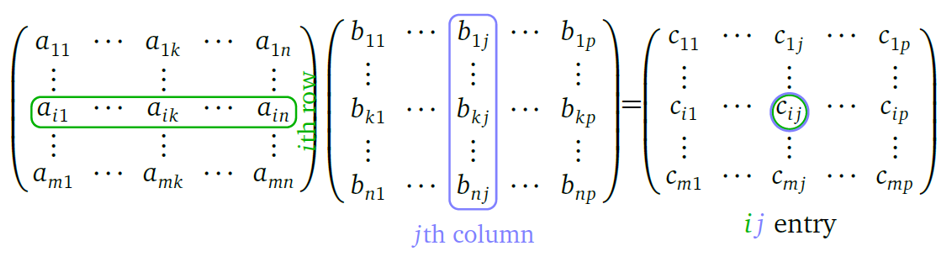 a11 ⋯ a1k ⋯ a1n b11 ⋯ b1j ⋯ b1p c11 ⋯ c1j ⋯ c1p
⋮ ⋮ ⋮ ⋮ ⋮ ⋮ ⋮ ⋮ ⋮
ai1 ⋯ aik ⋯ ain ith row bk1 ⋯ bkj ⋯ bkp = ci1 ⋯ cij ⋯ cip
⋮ ⋮ ⋮ ⋮ ⋮ ⋮ ⋮ ⋮ ⋮
am1 ⋯ amk ⋯ amn bn1 ⋯ bnj ⋯ bnp cm1 ⋯ cmj ⋯ cmp
jth column
ij entry